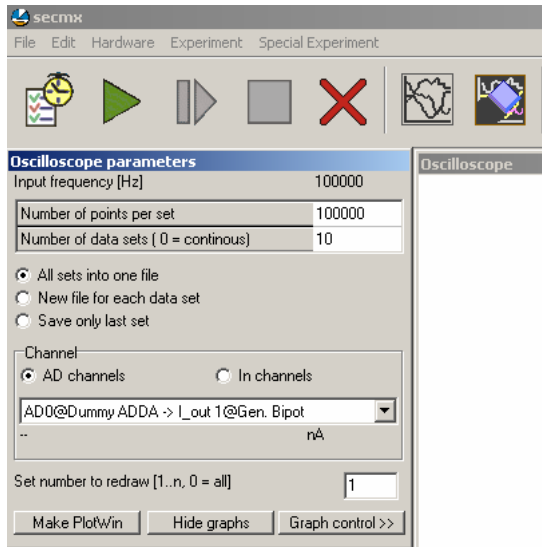 secmx
File Edit Hardware Experiment Special Experiment
Oscilloscope parameters
Oscilloscope
Input frequency [Hz] 100000
Number of points per set 100000
Number of data sets ( 0 = continous) 10
All sets into one file
New file for each data set
Save only last set
Channel
AD channels In channels
AD0@Dummy ADDA -> I_out 1@Gen. Bipot
-- nA
Set number to redraw [1..n, 0 = all] 1
Make PlotWin Hide graphs Graph control >>